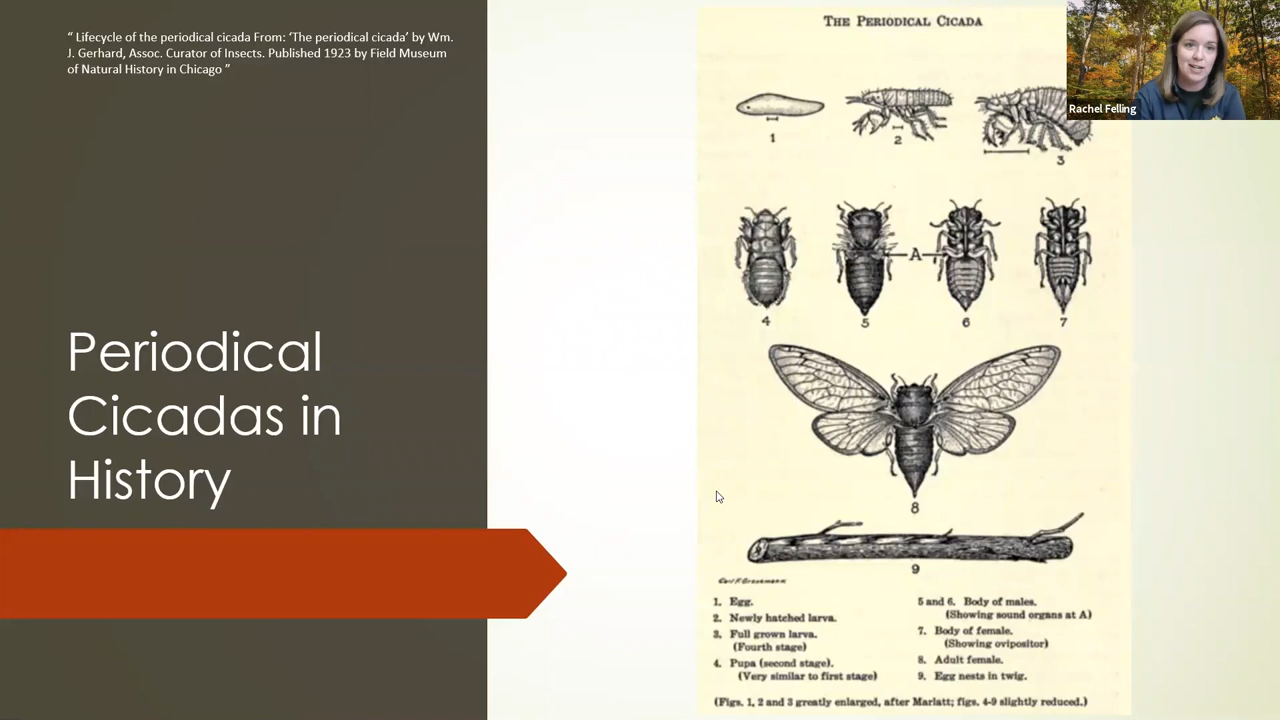 “ Lifecycle of the periodical cicada From: ‘The periodical cicada’ by Wm.
J. Gerhard, Assoc. Curator of Insects. Published 1923 by Field Museum
of Natural History in Chicago ”
Periodical
Cicadas in
History
THE PERIODICAL CICADA
Rachel Felling
1
2
3
4
5
A
6
7
8
9
1. Egg.
2. Newly hatched larva.
3. Full grown larva.
(Fourth stage)
4. Pupa (second stage).
(Very similar to first stage)
5 and 6. Body of males.
(Showing sound organs at A)
7. Body of female.
(Showing ovipositor)
8. Adult female.
9. Egg nests in twig.
(Figs. 1, 2 and 3 greatly enlarged, after Marlatt; figs. 4-9 slightly reduced.)